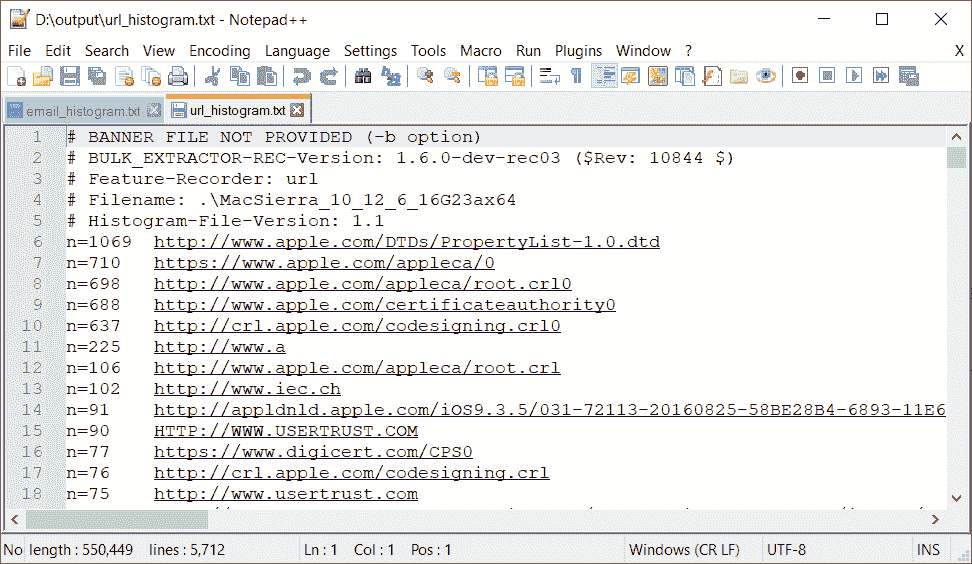 D:\output\url_histogram.txt - Notepad++
File Edit Search View Encoding Language Settings Tools Macro Run Plugins Window ? X
email_histogram.txt url_histogram.txt
1 # BANNER FILE NOT PROVIDED (-b option)
2 # BULK_EXTRACTOR-REC-Version: 1.6.0-dev-rec03 ($Rev: 10844 $)
3 # Feature-Recorder: url
4 # Filename: .\MacSierra_10_12_6_16G23ax64
5 # Histogram-File-Version: 1.1
6 n=1069 http://www.apple.com/DTDs/PropertyList-1.0.dtd
7 n=710 https://www.apple.com/appleca/0
8 n=698 http://www.apple.com/appleca/root.crl0
9 n=688 http://www.apple.com/certificateauthority0
10 n=637 http://crl.apple.com/codesigning.crl0
11 n=225 http://www.a
12 n=106 http://www.apple.com/appleca/root.crl
13 n=102 http://www.iec.ch
14 n=91 http://appldnld.apple.com/iOS9.3.5/031-72113-20160825-58BE28B4-6893-11E6
15 n=90 HTTP://WWW.USERTRUST.COM
16 n=77 https://www.digicert.com/CPS0
17 n=76 http://crl.apple.com/codesigning.crl
18 n=75 http://www.usertrust.com
No length : 550,449 lines : 5,712 Ln : 1 Col : 1 Pos : 1 Windows (CR LF) UTF-8 INS